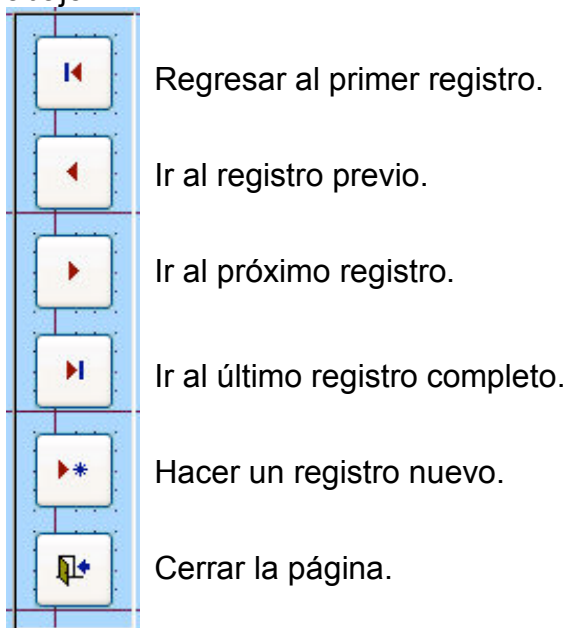 Regresar al primer registro.
Ir al registro previo.
Ir al próximo registro.
Ir al último registro completo.
Hacer un registro nuevo.
Cerrar la página.